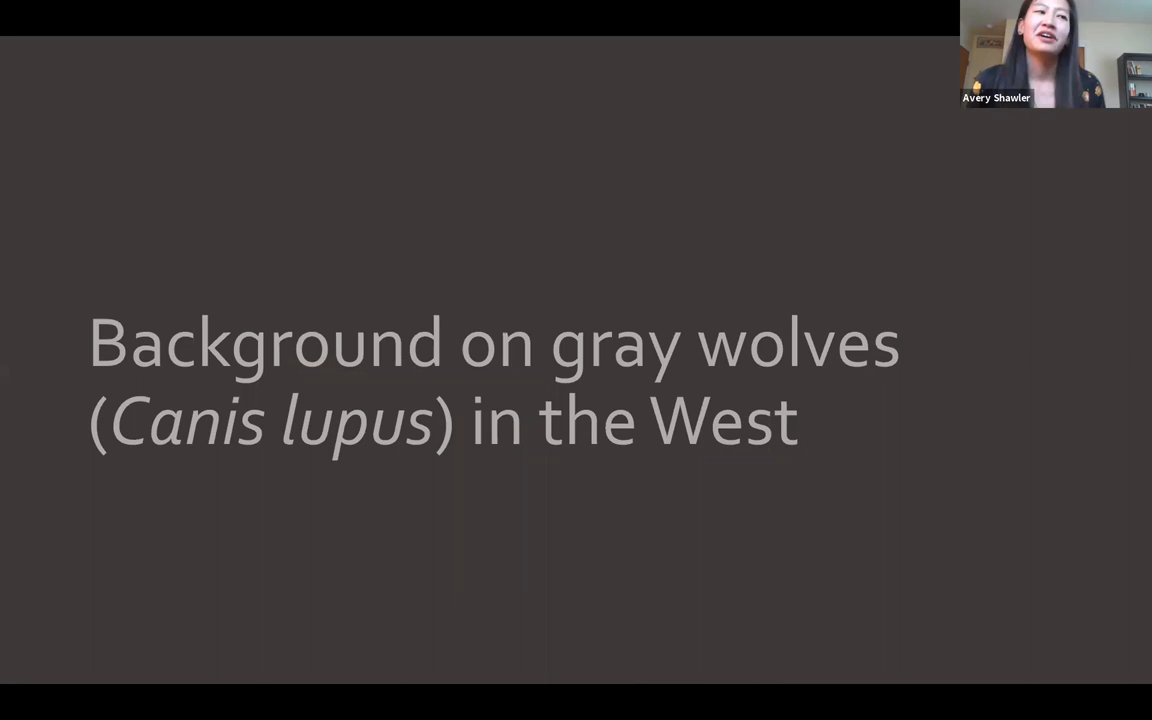 Avery Shawler
Background on gray wolves
(Canis lupus) in the West